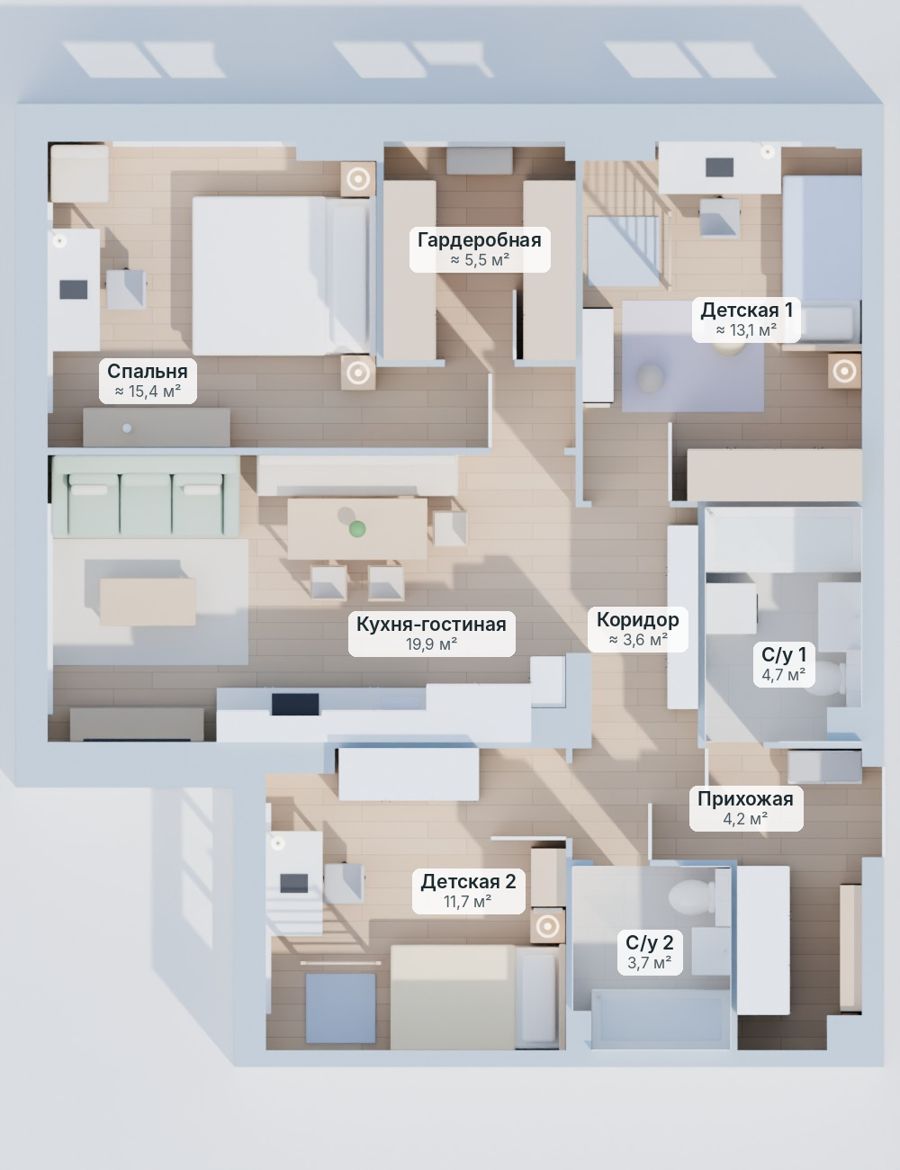 Гардеробная
≈ 5,5 м²
Детская 1
≈ 13,1 м²
Спальня
≈ 15,4 м²
Кухня-гостиная
19,9 м²
Коридор
≈ 3,6 м²
С/у 1
4,7 м²
Прихожая
4,2 м²
Детская 2
11,7 м²
С/у 2
3,7 м²